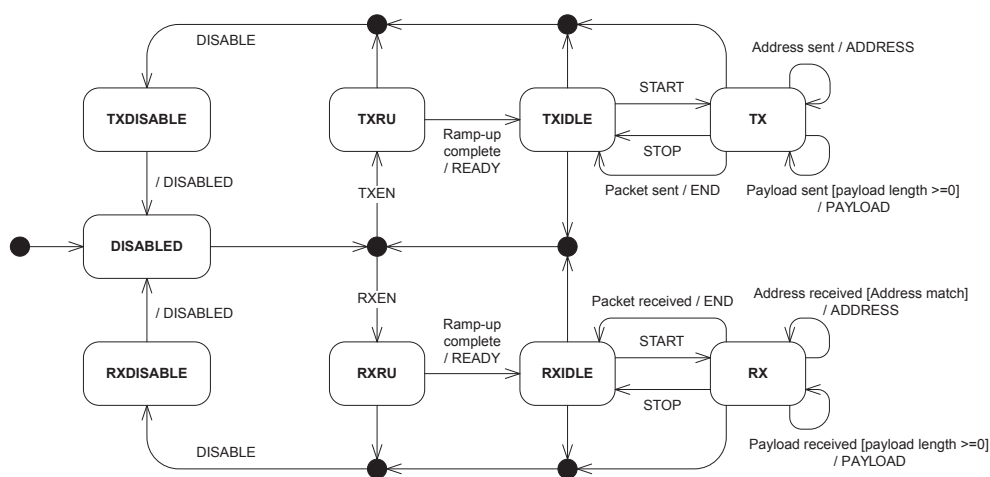 DISABLE
Address sent / ADDRESS
START
TXDISABLE
TXRU
TXIDLE
TX
Ramp-up
complete
/ READY
STOP
/ DISABLED
TXEN
Packet sent / END
Payload sent [payload length >=0]
/ PAYLOAD
DISABLED
RXEN
Packet received / END
Address received [Address match]
/ ADDRESS
/ DISABLED
Ramp-up
complete
/ READY
START
RXDISABLE
RXRU
RXIDLE
RX
STOP
DISABLE
Payload received [payload length >=0]
/ PAYLOAD